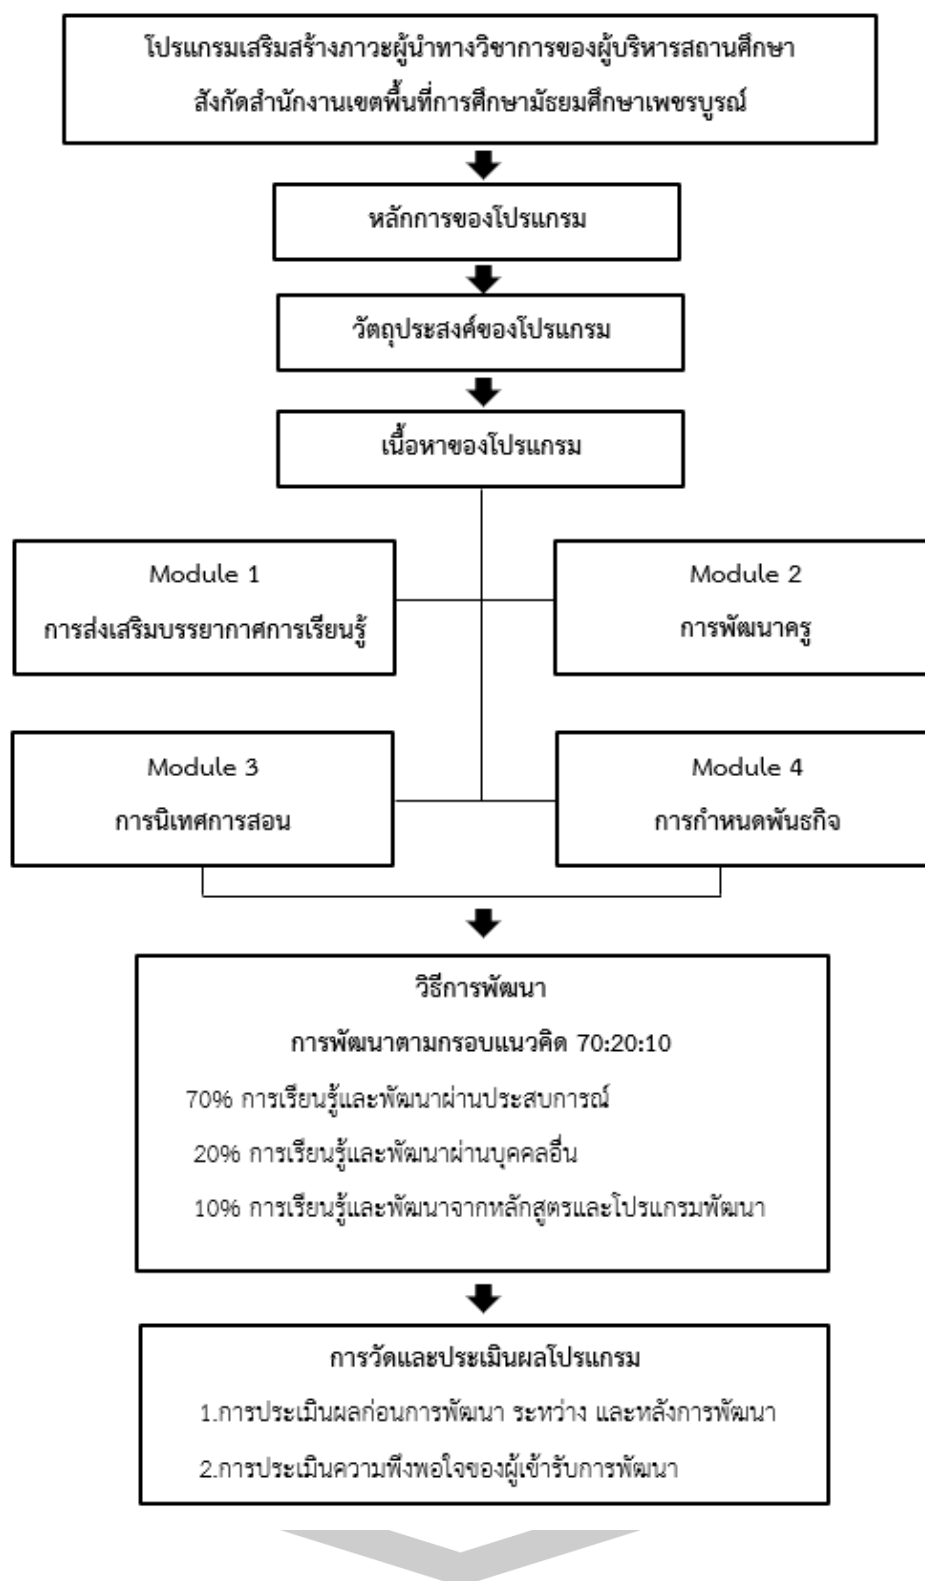 โปรแกรมเสริมสร้างภาวะผู้นำทางวิชาการของผู้บริหารสถานศึกษา
สังกัดสำนักงานเขตพื้นที่การศึกษามัธยมศึกษาเพชรบูรณ์
หลักการของโปรแกรม
วัตถุประสงค์ของโปรแกรม
เนื้อหาของโปรแกรม
Module 1
การส่งเสริมบรรยากาศการเรียนรู้
Module 2
การพัฒนาครู
Module 3
การนิเทศการสอน
Module 4
การกำหนดพันธกิจ
วิธีการพัฒนา
การพัฒนาตามกรอบแนวคิด 70:20:10
70% การเรียนรู้และพัฒนาผ่านประสบการณ์
20% การเรียนรู้และพัฒนาผ่านบุคคลอื่น
10% การเรียนรู้และพัฒนาจากหลักสูตรและโปรแกรมพัฒนา
การวัดและประเมินผลโปรแกรม
1.การประเมินผลก่อนการพัฒนา ระหว่าง และหลังการพัฒนา
2.การประเมินความพึงพอใจของผู้เข้ารับการพัฒนา